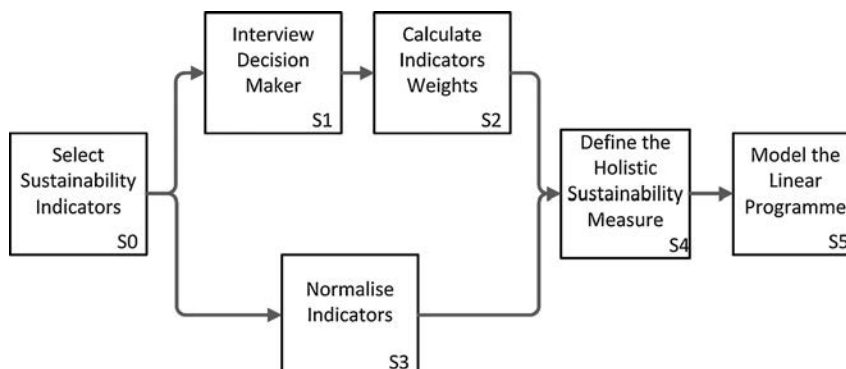 Select
Sustainability
Indicators
S0
Interview
Decision
Maker
S1
Calculate
Indicators
Weights
S2
Normalise
Indicators
S3
Define the
Holistic
Sustainability
Measure
S4
Model the
Linear
Programme
S5